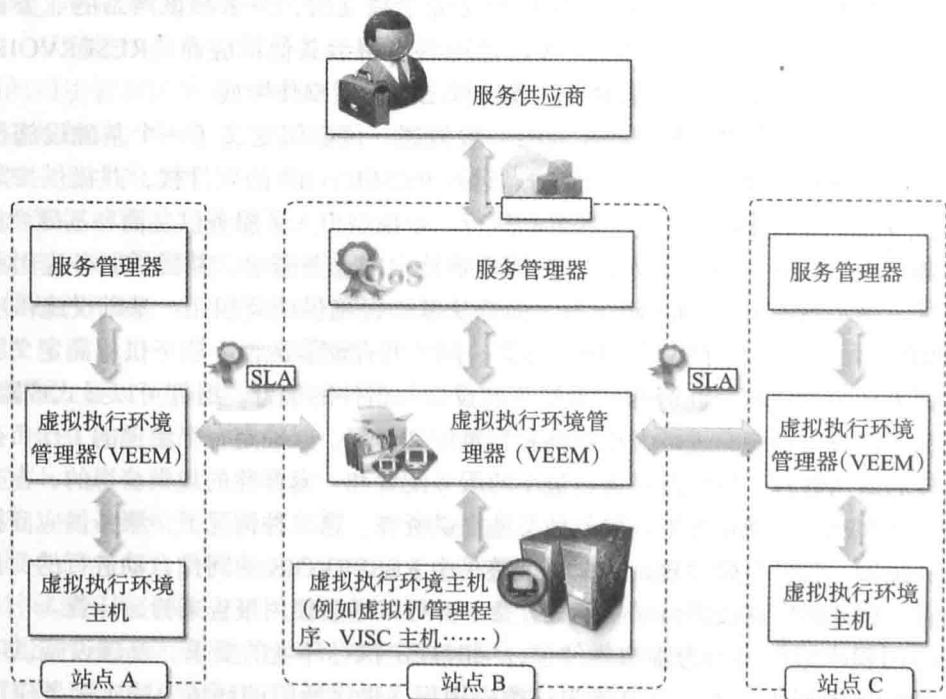 RESERVOIR
服务供应商
服务管理器
QoS
服务管理器
服务管理器
SLA
SLA
虚拟执行环境
管理器(VEEM)
虚拟执行环境管
理器(VEEM)
虚拟执行环境
管理器(VEEM)
虚拟执行环境
主机
虚拟执行环境主机
(例如虚拟机管理程
序、VJSC 主机……)
虚拟执行环境
主机
站点 A
站点 B
站点 C